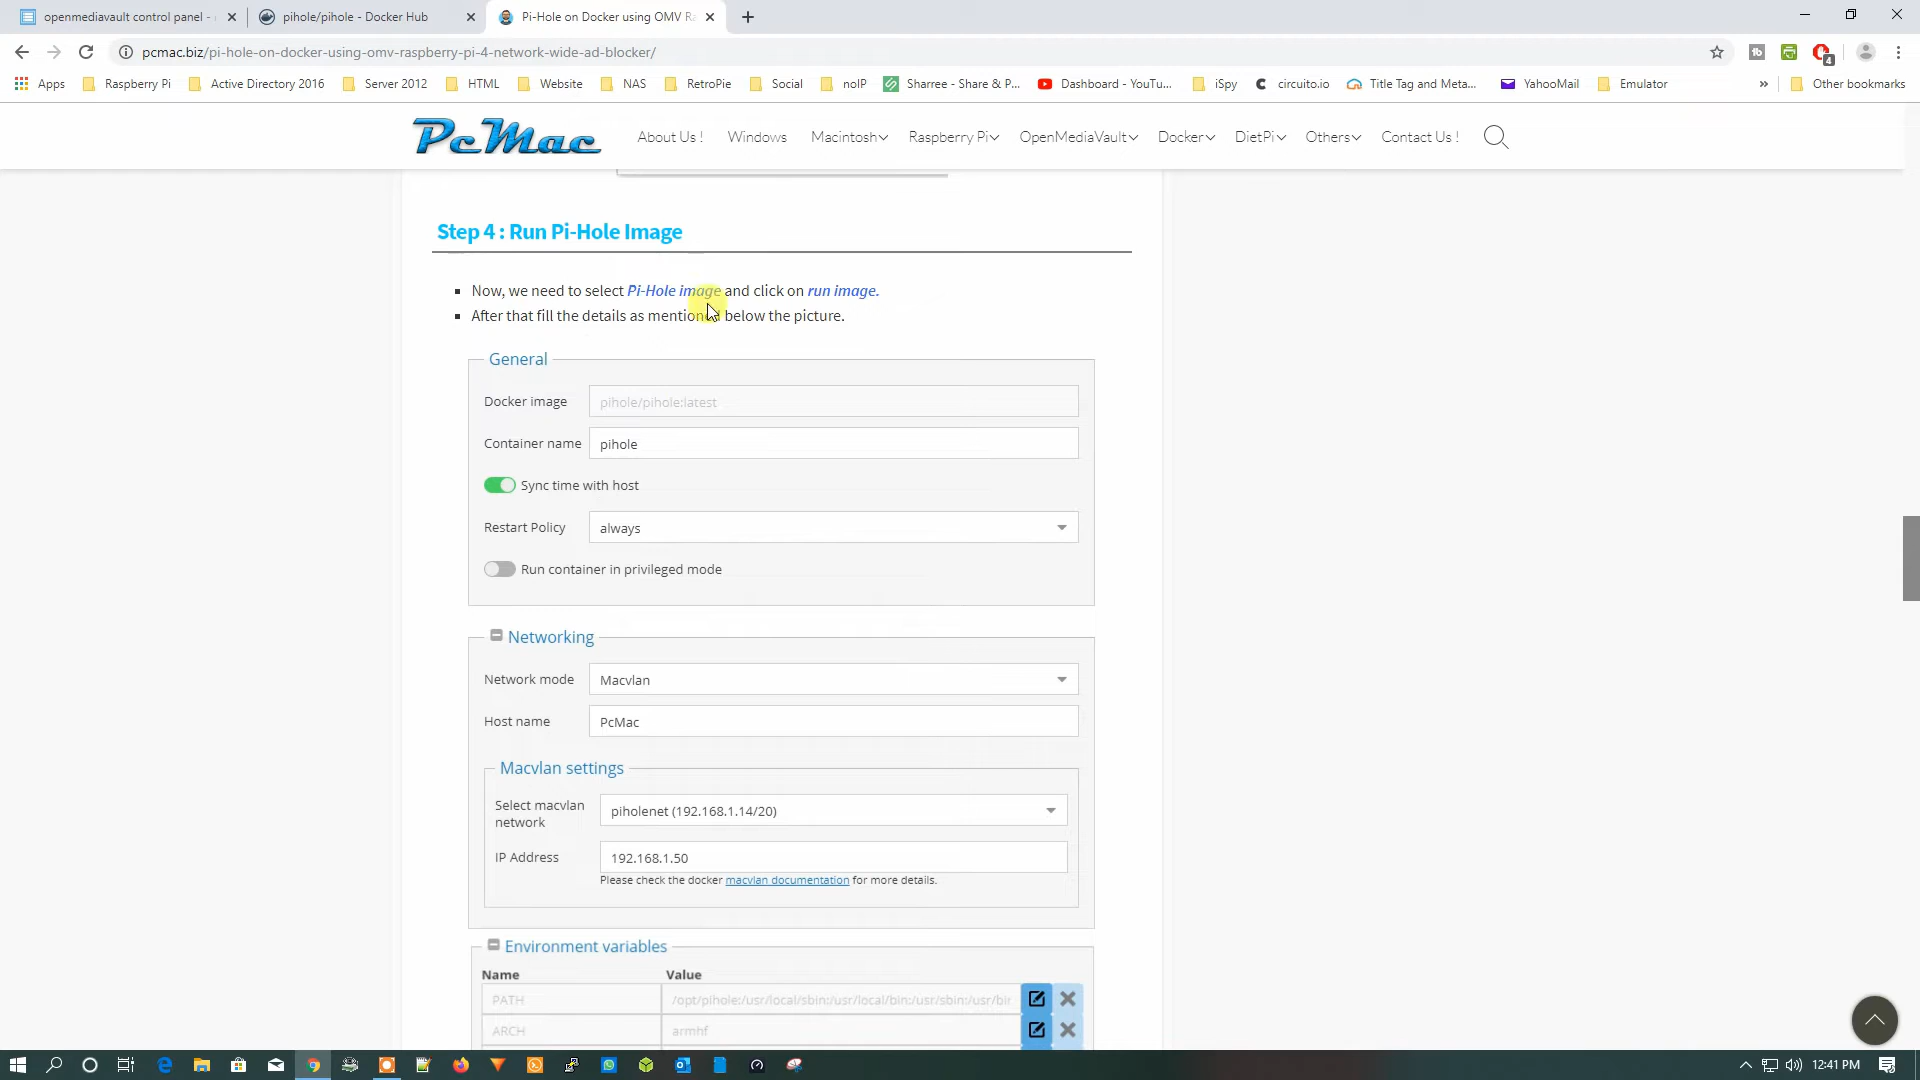 openmediavault control panel -
pihole/pihole - Docker Hub
Pi-Hole on Docker using OMV Ra
pcmac.biz/pi-hole-on-docker-using-omv-raspberry-pi-4-network-wide-ad-blocker/
4
Apps
Raspberry Pi
Active Directory 2016
Server 2012
HTML
Website
NAS
RetroPie
Social
noIP
Sharree - Share & P...
Dashboard - YouTu...
iSpy
circuito.io
Title Tag and Meta...
YahooMail
Emulator
»
Other bookmarks
PcMac
About Us !
Windows
Macintosh
Raspberry Pi
OpenMediaVault
Docker
DietPi
Others
Contact Us !
Step 4 : Run Pi-Hole Image
Now, we need to select Pi-Hole image and click on run image.
After that fill the details as mentioned below the picture.
General
Docker image pihole/pihole:latest
Container name pihole
Sync time with host
Restart Policy always
Run container in privileged mode
Networking
Network mode Macvlan
Host name PcMac
Macvlan settings
Select macvlan
network
piholenet (192.168.1.14/20)
IP Address 192.168.1.50
Please check the docker macvlan documentation for more details.
Environment variables
Name Value
PATH /opt/pihole:/usr/local/sbin:/usr/local/bin:/usr/sbin:/usr/bin
ARCH armhf
12:41 PM